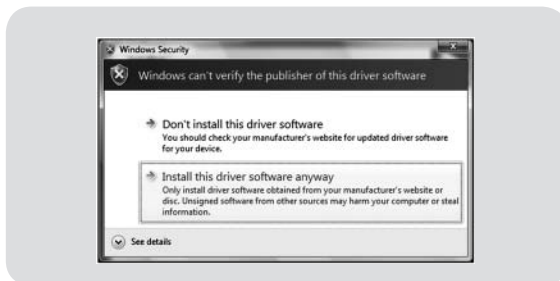 Windows Security
Windows can't verify the publisher of this driver software
Don't install this driver software
You should check your manufacturer's website for updated driver software
for your device.
Install this driver software anyway
Only install driver software obtained from your manufacturer's website or
disc. Unsigned software from other sources may harm your computer or steal
information.
See details